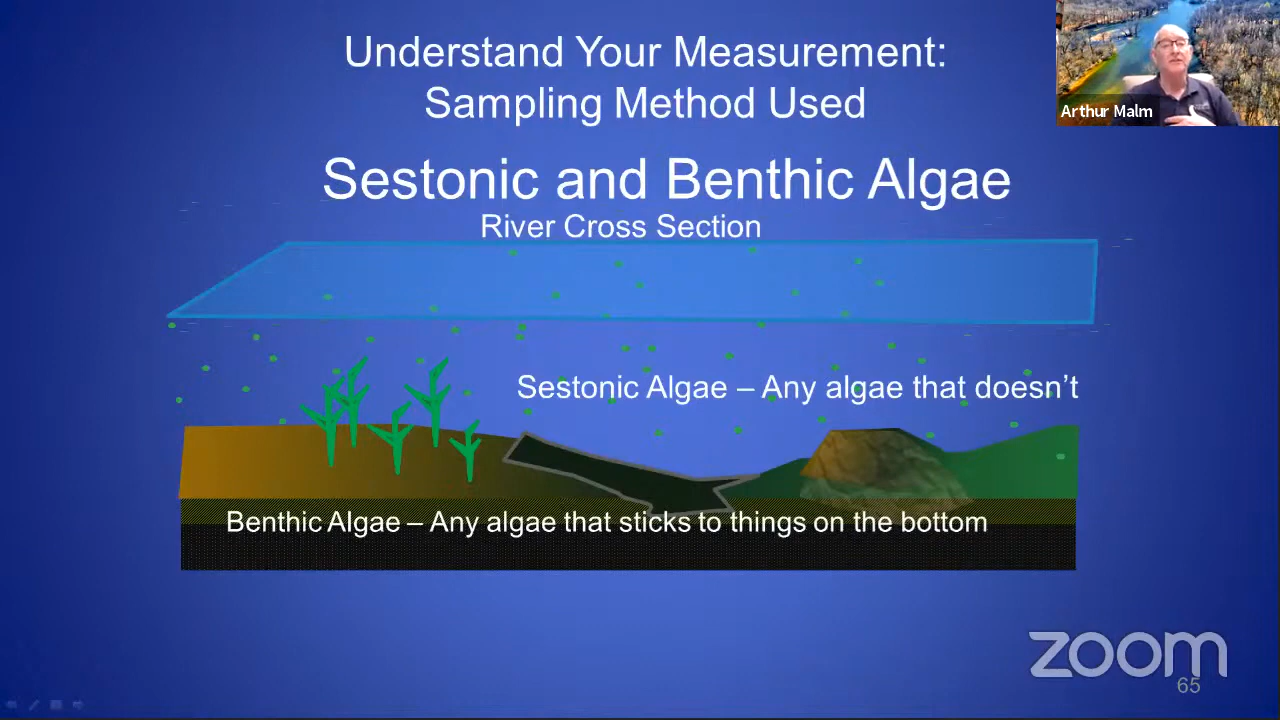 Understand Your Measurement:
Sampling Method Used
Arthur Malm
Sestonic and Benthic Algae
River Cross Section
Sestonic Algae – Any algae that doesn’t
Benthic Algae – Any algae that sticks to things on the bottom
zoom
65